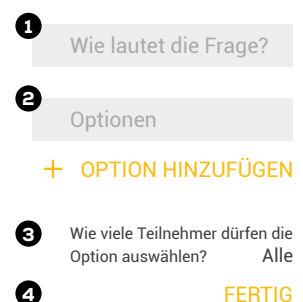 1
Wie lautet die Frage?
2
Optionen
+ OPTION HINZUFÜGEN
3 Wie viele Teilnehmer dürfen die
Option auswählen? Alle
4 FERTIG